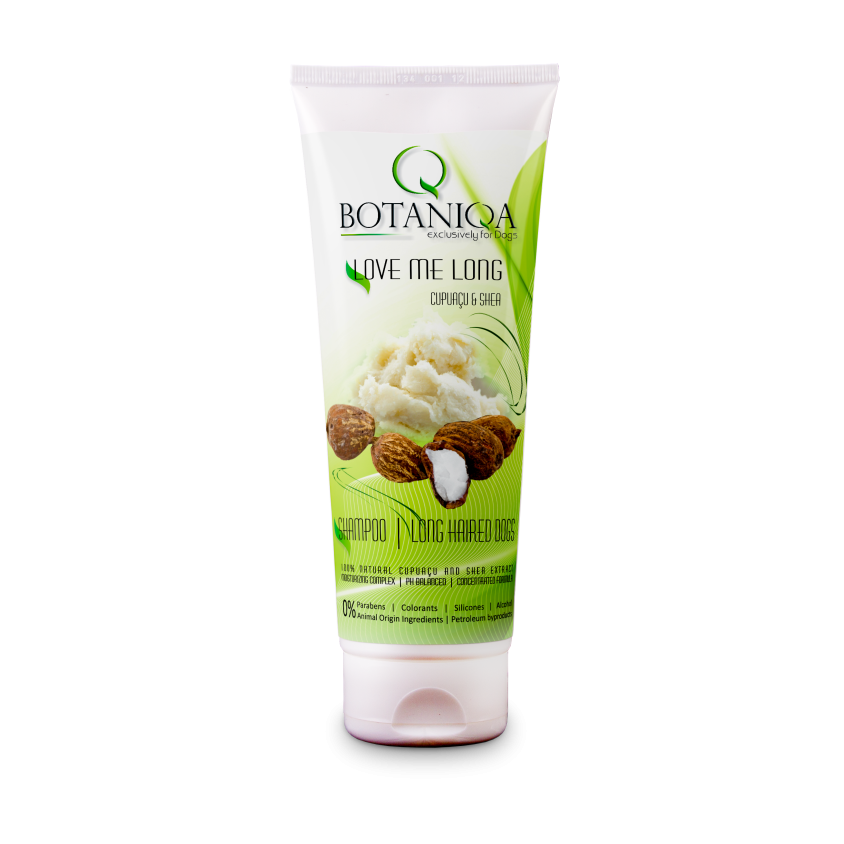 BOTANIQA
exclusively for Dogs
LOVE ME LONG
CUPUAÇU & SHEA
SHAMPOO | LONG HAIRED DOGS
100% NATURAL CUPUAÇU AND SHEA EXTRACT
MOISTURIZING COMPLEX | PH BALANCED | CONCENTRATED FORMULA
0% Parabens | Colorants | Silicones | Alcohol
Animal Origin Ingredients | Petroleum byproducts